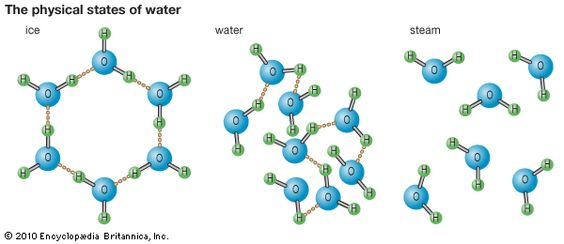 The physical states of water
ice
H
O
H H H H
O O
H H
O O
H H H H
O
H
water
H
O H
H O H
H
O O
H H
H H
H O H
H O
H H
O O H
H
steam
H H H
O O
H
O
H H
H H
O
H H
O O
H H
© 2010 Encyclopædia Britannica, Inc.